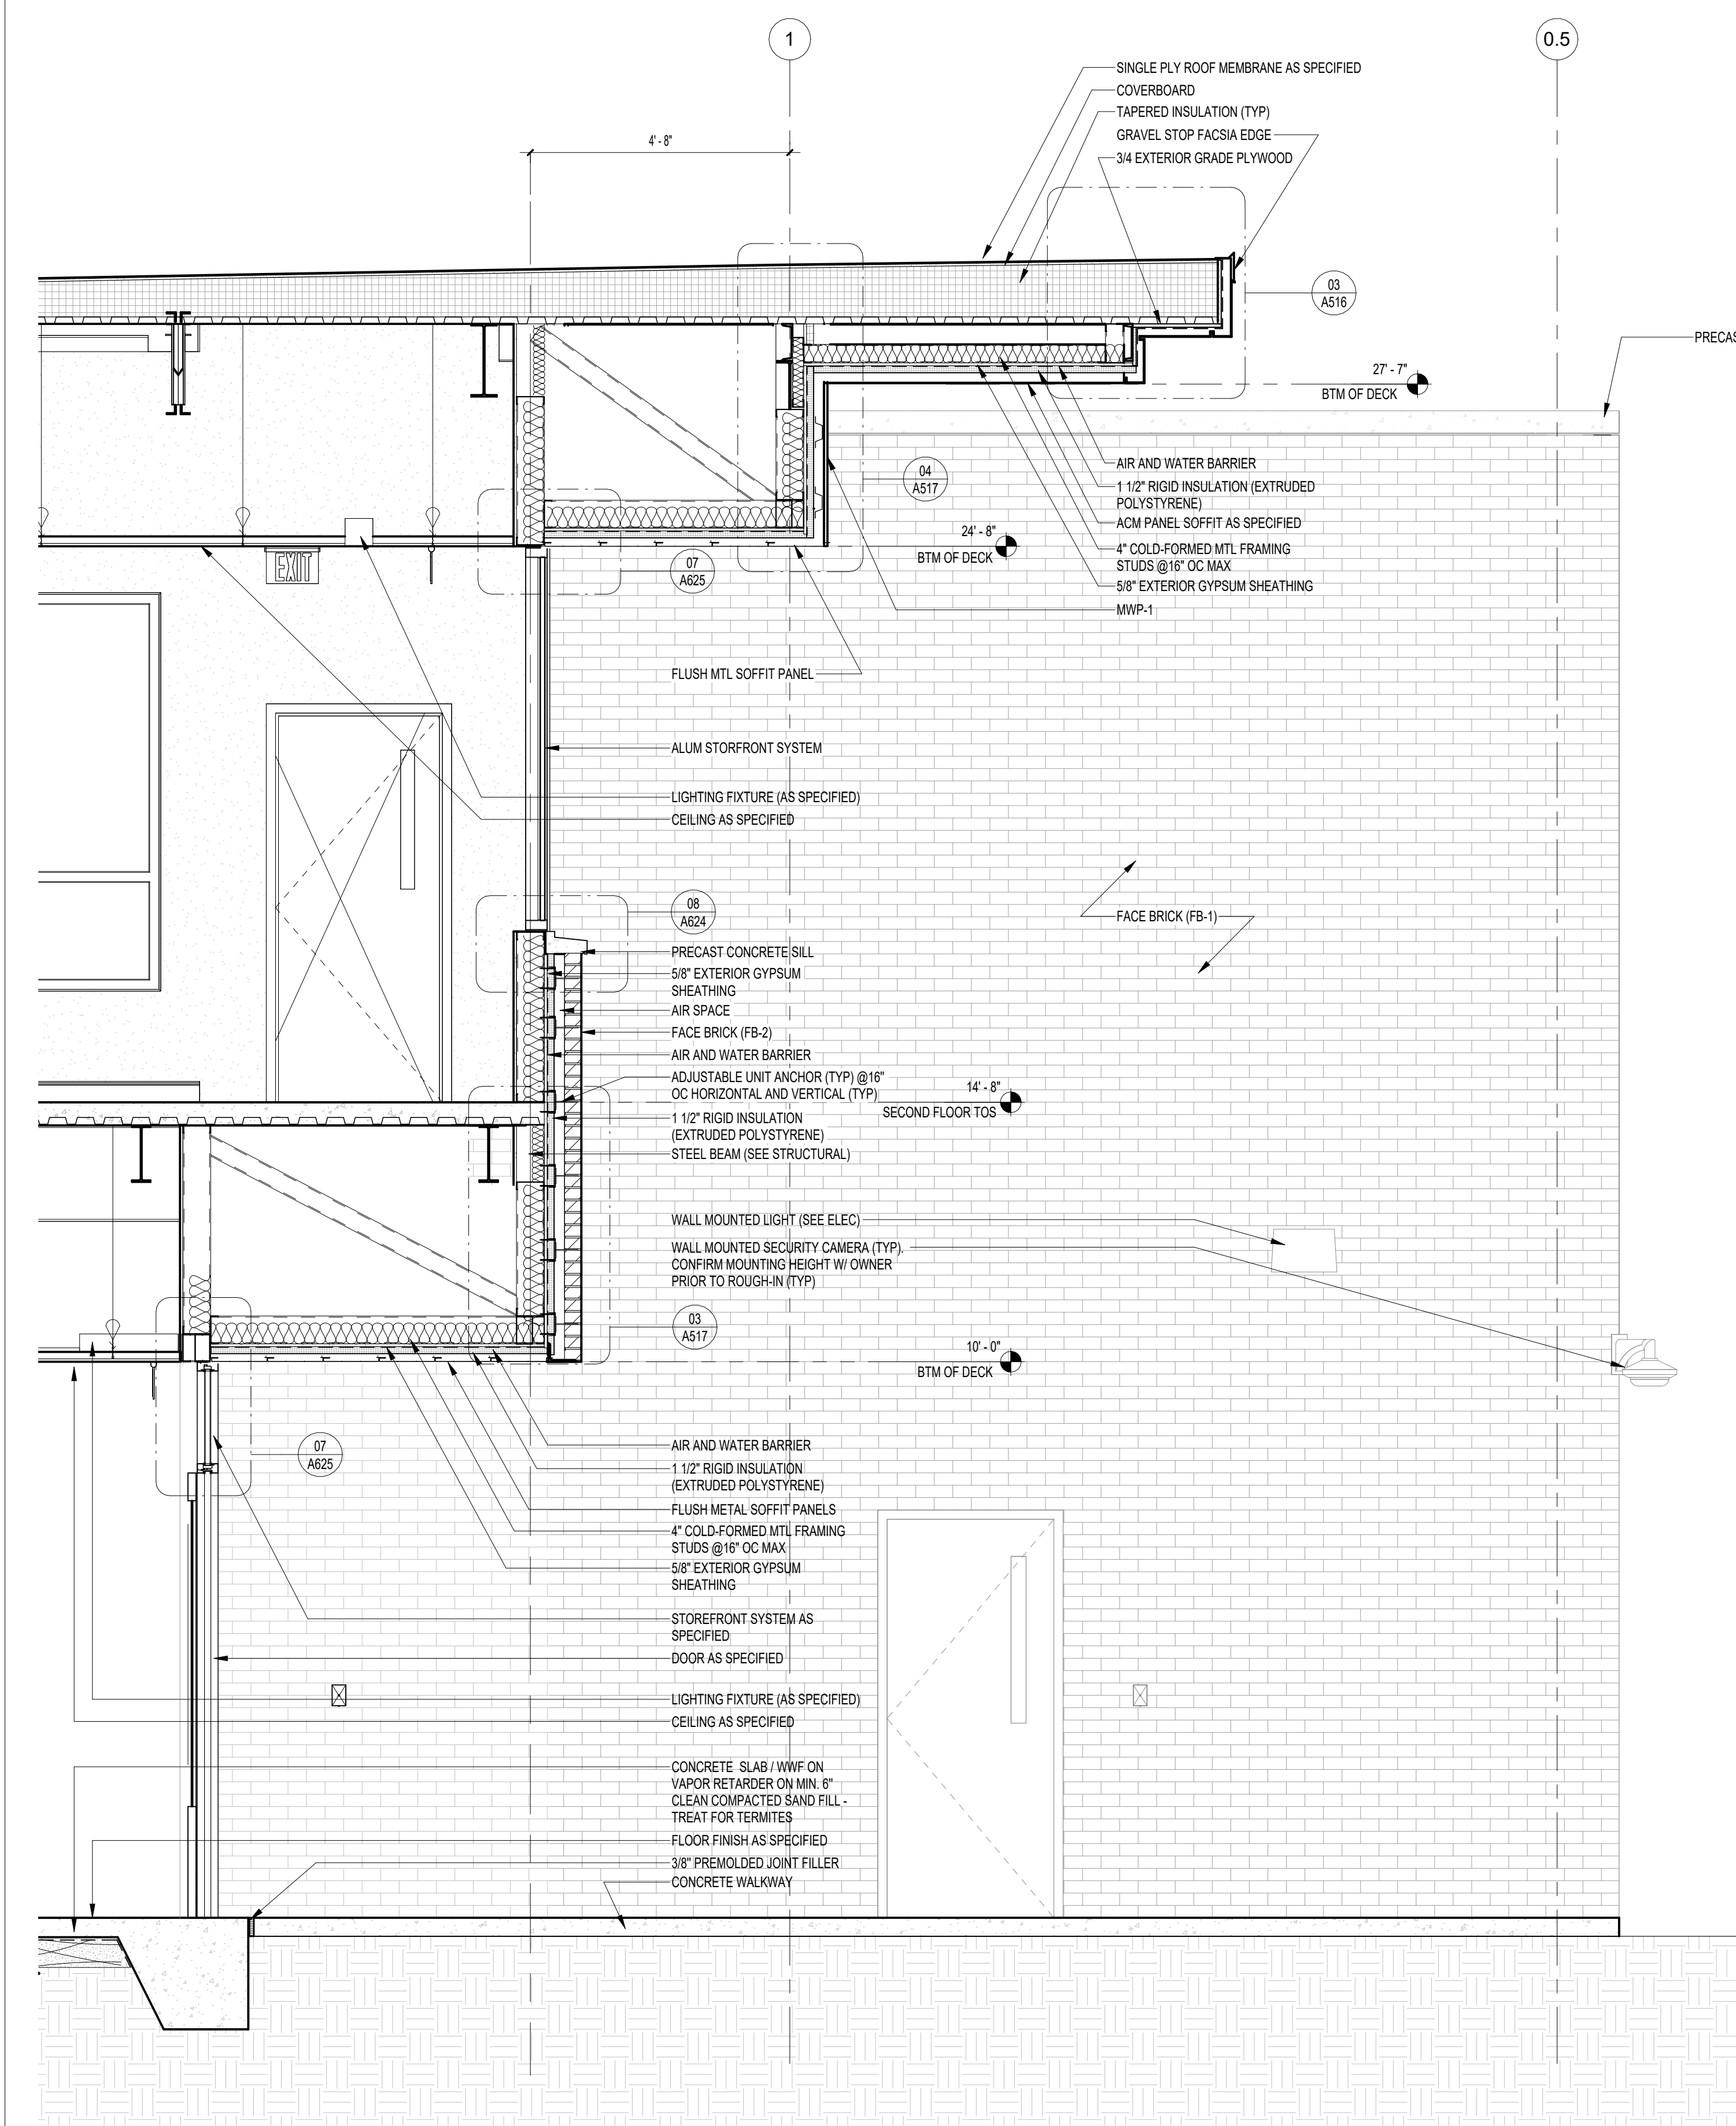 1
0.5
SINGLE PLY ROOF MEMBRANE AS SPECIFIED
COVERBOARD
TAPERED INSULATION (TYP)
GRAVEL STOP FACSIA EDGE
3/4 EXTERIOR GRADE PLYWOOD
4' - 8"
03
A516
PRECAS
27' - 7"
BTM OF DECK
04
A517
AIR AND WATER BARRIER
1 1/2" RIGID INSULATION (EXTRUDED
POLYSTYRENE)
ACM PANEL SOFFIT AS SPECIFIED
4" COLD-FORMED MTL FRAMING
STUDS @16" OC MAX
5/8" EXTERIOR GYPSUM SHEATHING
MWP-1
24' - 8"
BTM OF DECK
EXIT
07
A625
FLUSH MTL SOFFIT PANEL
ALUM STORFRONT SYSTEM
LIGHTING FIXTURE (AS SPECIFIED)
CEILING AS SPECIFIED
08
A624
FACE BRICK (FB-1)
PRECAST CONCRETE SILL
5/8" EXTERIOR GYPSUM
SHEATHING
AIR SPACE
FACE BRICK (FB-2)
AIR AND WATER BARRIER
ADJUSTABLE UNIT ANCHOR (TYP) @16"
OC HORIZONTAL AND VERTICAL (TYP)
1 1/2" RIGID INSULATION
(EXTRUDED POLYSTYRENE)
STEEL BEAM (SEE STRUCTURAL)
14' - 8"
SECOND FLOOR TOS
WALL MOUNTED LIGHT (SEE ELEC)
WALL MOUNTED SECURITY CAMERA (TYP).
CONFIRM MOUNTING HEIGHT W/ OWNER
PRIOR TO ROUGH-IN (TYP)
03
A517
10' - 0"
BTM OF DECK
07
A625
AIR AND WATER BARRIER
1 1/2" RIGID INSULATION
(EXTRUDED POLYSTYRENE)
FLUSH METAL SOFFIT PANELS
4" COLD-FORMED MTL FRAMING
STUDS @16" OC MAX
5/8" EXTERIOR GYPSUM
SHEATHING
STOREFRONT SYSTEM AS
SPECIFIED
DOOR AS SPECIFIED
LIGHTING FIXTURE (AS SPECIFIED)
CEILING AS SPECIFIED
CONCRETE SLAB / WWF ON
VAPOR RETARDER ON MIN. 6"
CLEAN COMPACTED SAND FILL -
TREAT FOR TERMITES
FLOOR FINISH AS SPECIFIED
3/8" PREMOLDED JOINT FILLER
CONCRETE WALKWAY